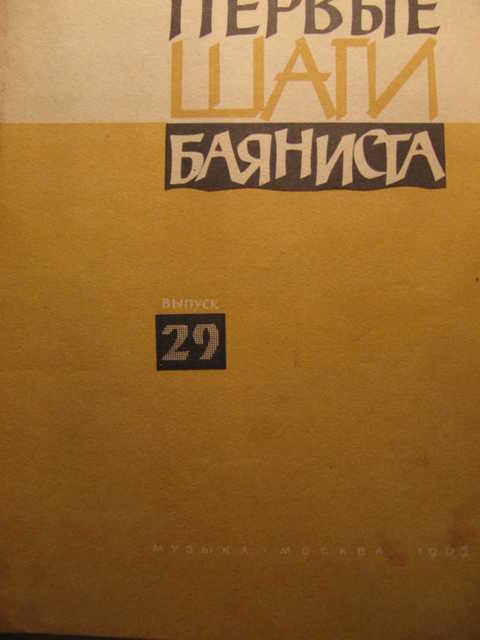 ПЕРВЫЕ
ШАГИ
БАЯНИСТА
ВЫПУСК
29
МУЗЫКА · МОСКВА